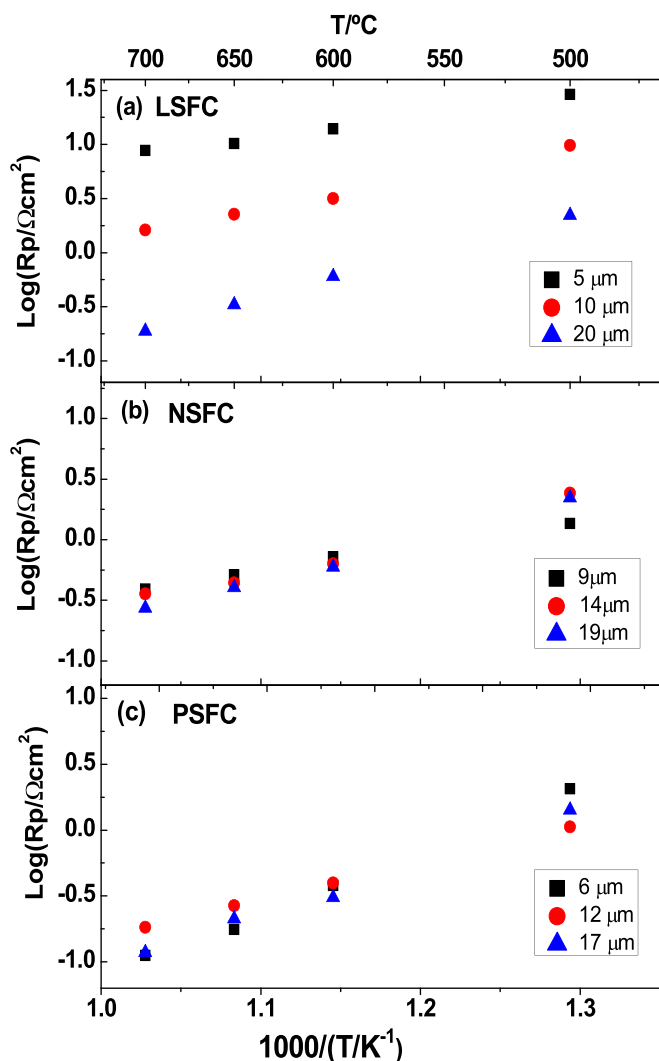 T/ºC
700 650 600 550 500
(a) LSFC
1.5
1.0
0.5
0.0
-0.5
-1.0
Log(Rp/Ωcm²)
5 μm
10 μm
20 μm
(b) NSFC
1.0
0.5
0.0
-0.5
-1.0
Log(Rp/Ωcm²)
9μm
14μm
19μm
(c) PSFC
1.0
0.5
0.0
-0.5
-1.0
Log(Rp/Ωcm²)
6 μm
12 μm
17 μm
1.0 1.1 1.2 1.3
1000/(T/K⁻¹)